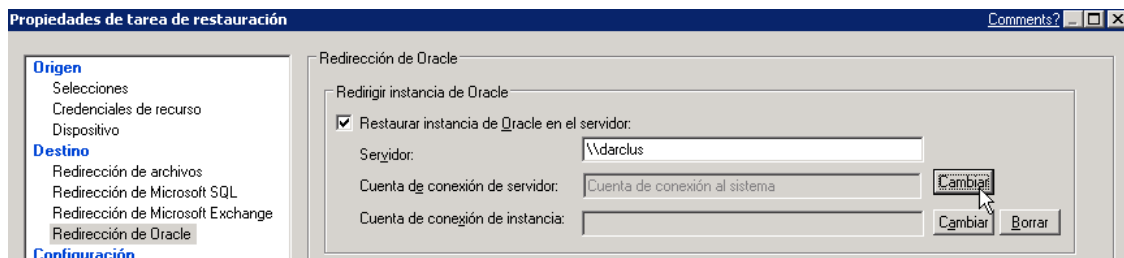 Propiedades de tarea de restauración
Comments?
Origen
Selecciones
Credenciales de recurso
Dispositivo
Destino
Redirección de archivos
Redirección de Microsoft SQL
Redirección de Microsoft Exchange
Redirección de Oracle
Configuración
Redirección de Oracle
Redirigir instancia de Oracle
Restaurar instancia de Oracle en el servidor:
Servidor: \\darclus
Cuenta de conexión de servidor: Cuenta de conexión al sistema Cambiar
Cuenta de conexión de instancia: Cambiar Borrar